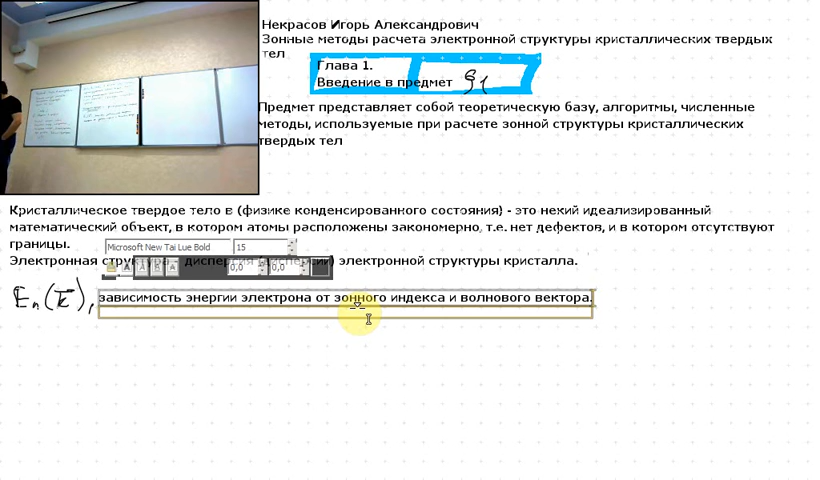 Некрасов Игорь Александрович
Зонные методы расчета электронной структуры кристаллических твердых
тел
Глава 1.
Введение в предмет §1
Предмет представляет собой теоретическую базу, алгоритмы, численные
методы, используемые при расчете зонной структуры кристаллических
твердых тел
Кристаллическое твердое тело в (физике конденсированного состояния) - это некий идеализированный
математический объект, в котором атомы расположены закономерно, т.е. нет дефектов, и в котором отсутствуют
границы.
Microsoft New Tai Lue Bold 15
Электронная структура - дисперсия (дисперсии) электронной структуры кристалла.
0,0 0,0
Eₙ(k⃗), зависимость энергии электрона от зонного индекса и волнового вектора.